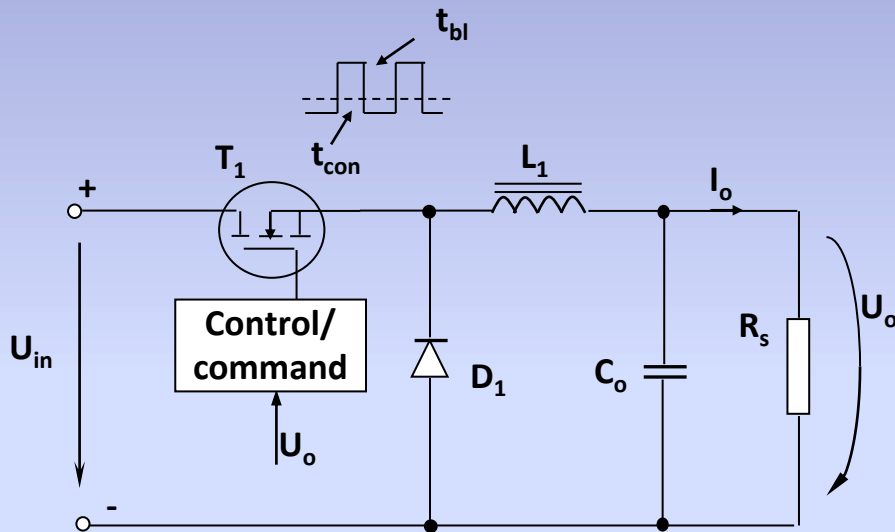 t_bl
t_con
T_1
L_1
I_o
+
U_in
Control/
command
D_1
C_o
R_s
U_o
U_o
-